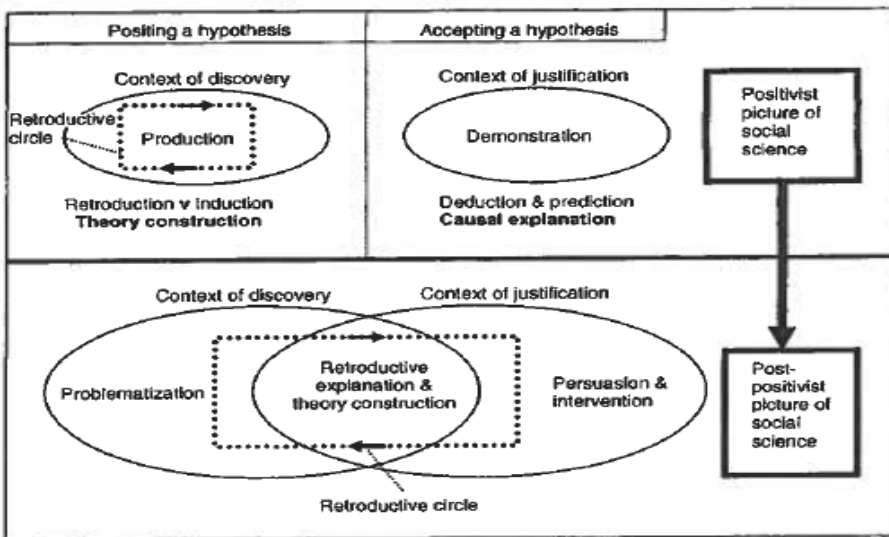 Positing a hypothesis
Accepting a hypothesis
Context of discovery
Retroductive
circle
Production
Retroduction v induction
Theory construction
Context of justification
Demonstration
Deduction & prediction
Causal explanation
Positivist
picture of
social
science
Context of discovery
Context of justification
Problematization
Retroductive
explanation &
theory construction
Persuasion &
intervention
Retroductive circle
Post-
positivist
picture of
social
science